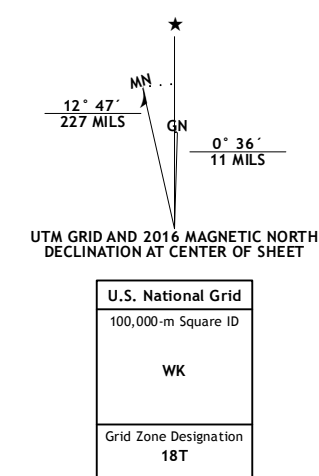 ★
MN
12° 47´
227 MILS
GN
0° 36´
11 MILS
UTM GRID AND 2016 MAGNETIC NORTH
DECLINATION AT CENTER OF SHEET
U.S. National Grid
100,000-m Square ID
WK
Grid Zone Designation
18T